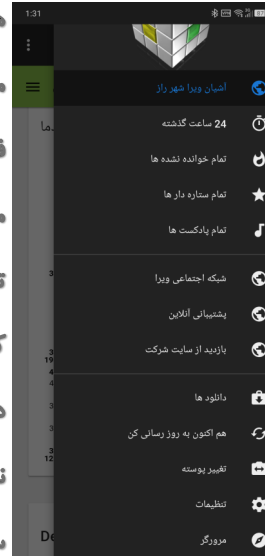 1:31
87
آشیان ویرا شهر راز
24 ساعت گذشته
تمام خوانده نشده ها
تمام ستاره دار ها
تمام پادکست ها
شبکه اجتماعی ویرا
پشتیبانی آنلاین
بازدید از سایت شرکت
دانلود ها
هم اکنون به روز رسانی کن
تغییر پوسته
تنظیمات
مرورگر
De